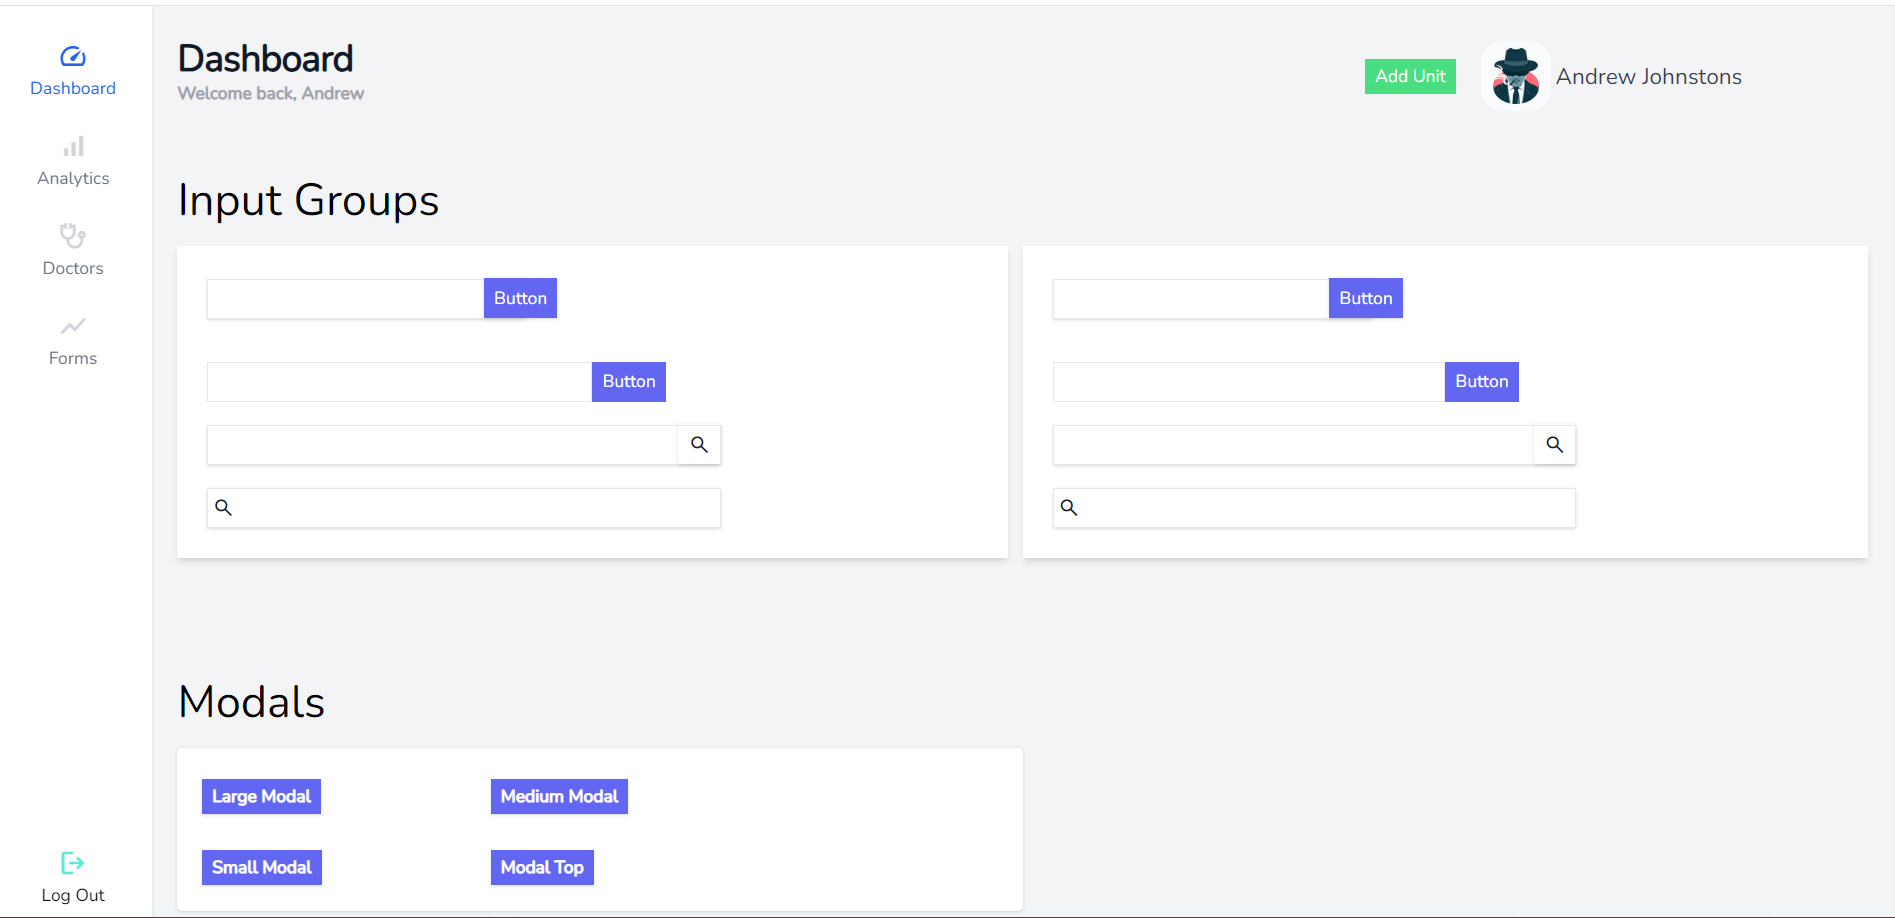 Dashboard
Analytics
Doctors
Forms
Log Out
Dashboard
Welcome back, Andrew
Add Unit
Andrew Johnstons
Input Groups
Button
Button
Button
Button
Modals
Large Modal
Medium Modal
Small Modal
Modal Top